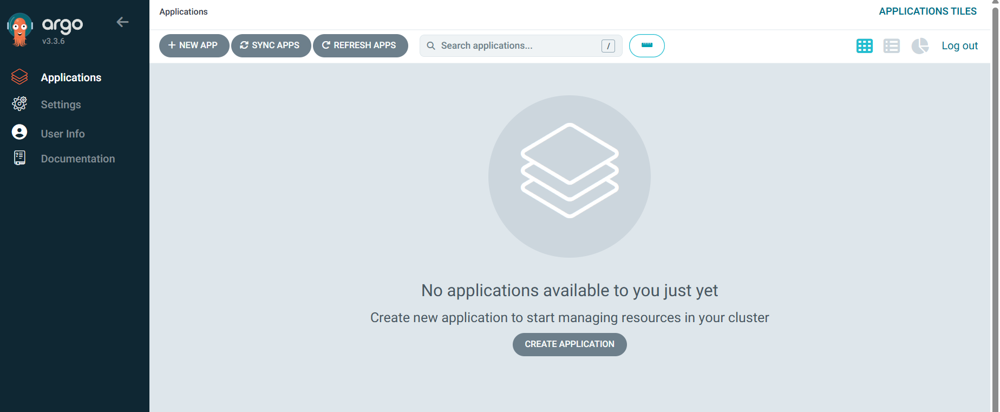 argo
v3.3.6
Applications
Settings
User Info
Documentation
Applications
APPLICATIONS TILES
NEW APP
SYNC APPS
REFRESH APPS
Search applications...
/
Log out
No applications available to you just yet
Create new application to start managing resources in your cluster
CREATE APPLICATION